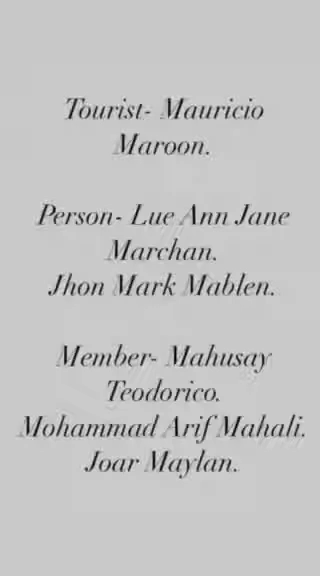 Tourist- Mauricio
Maroon.
Person- Lue Ann Jane
Marchan.
Jhon Mark Mablen.
Member- Mahusay
Teodorico.
Mohammad Arif Mahali.
Joar Maylan.